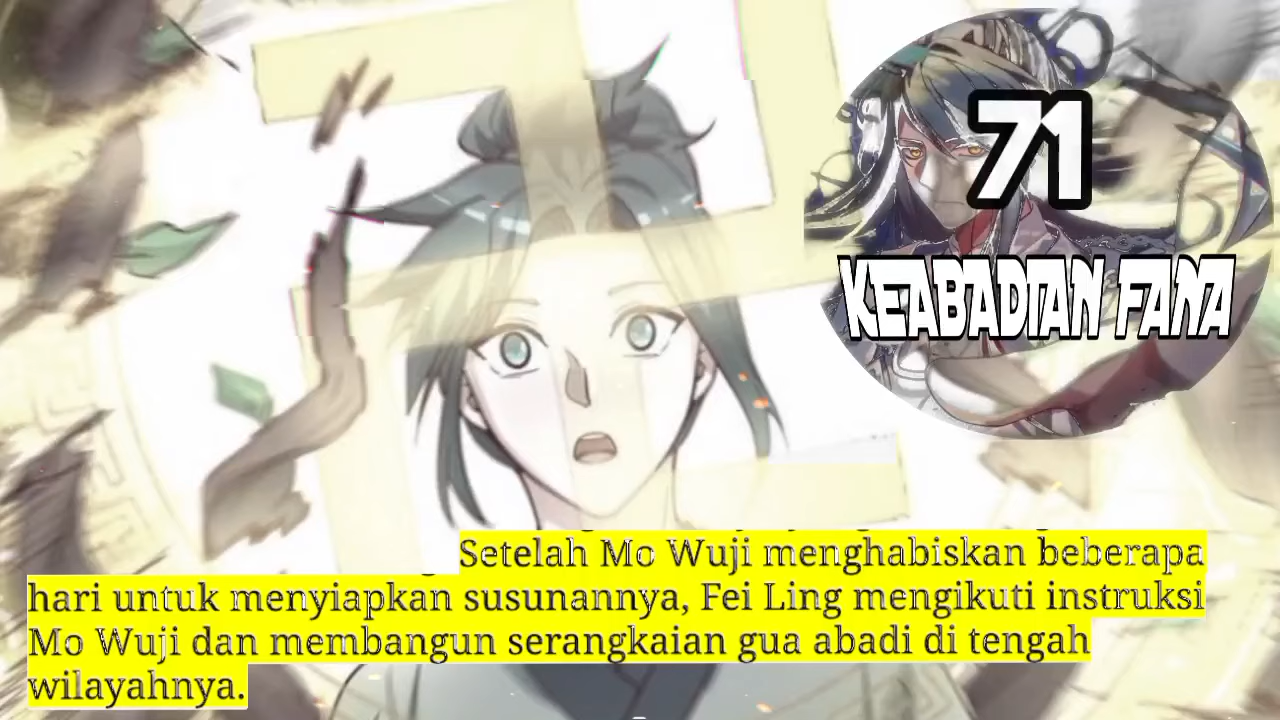 71
KEABADIAN FANA
Setelah Mo Wuji menghabiskan beberapa
hari untuk menyiapkan susunannya, Fei Ling mengikuti instruksi
Mo Wuji dan membangun serangkaian gua abadi di tengah
wilayahnya.